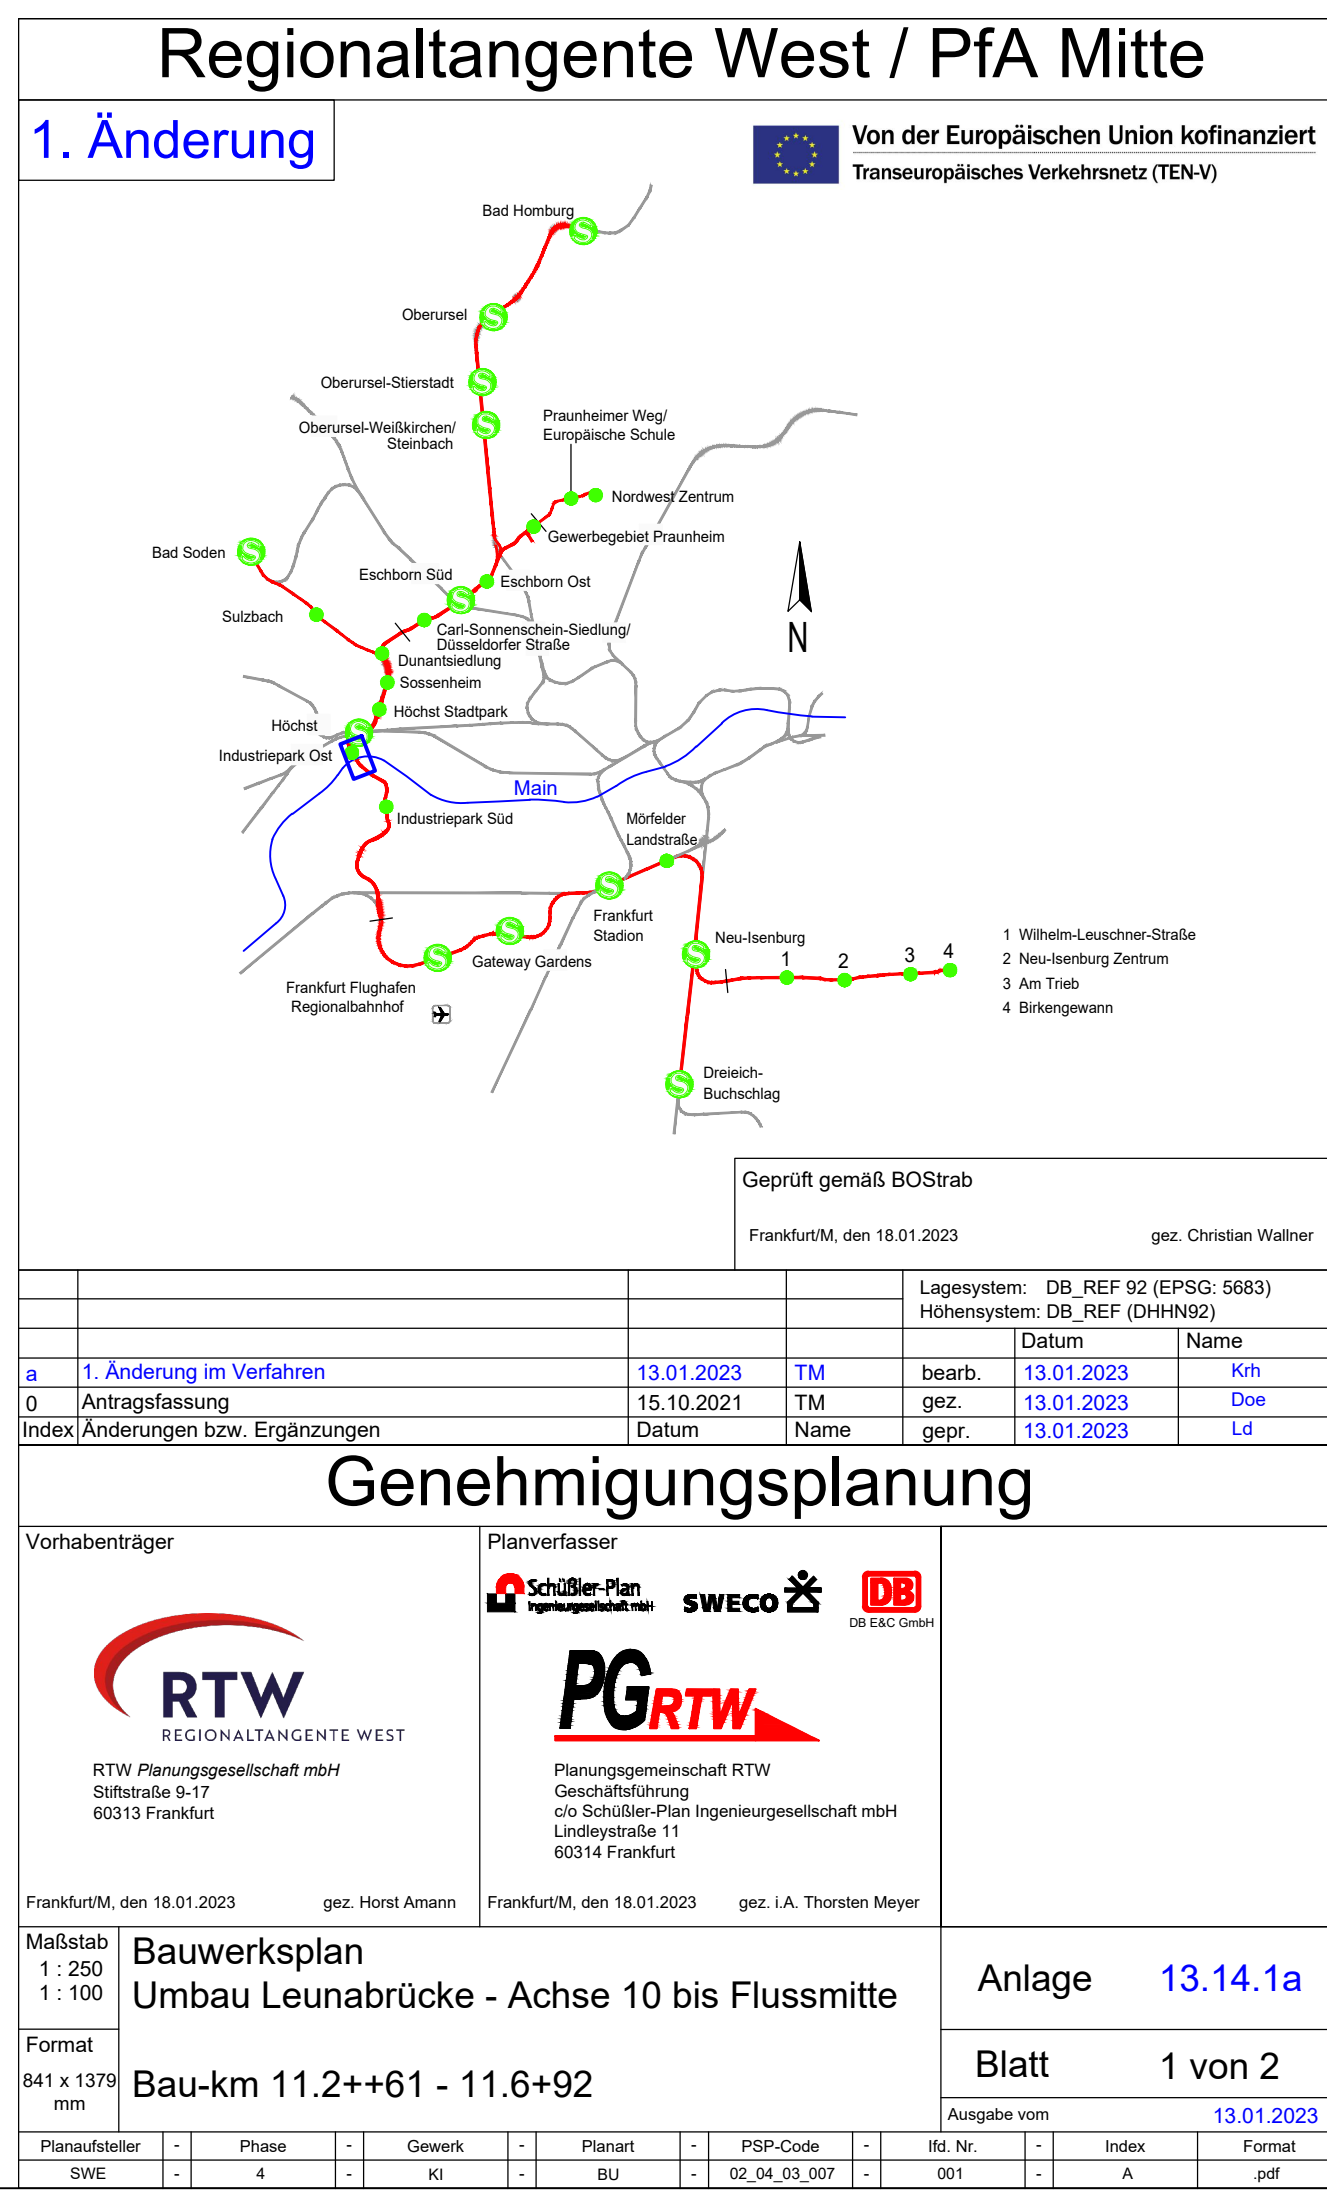 Regionaltangente West / PfA Mitte
1. Änderung
Von der Europäischen Union kofinanziert
Transeuropäisches Verkehrsnetz (TEN-V)
Bad Homburg
Oberursel
Oberursel-Stierstadt
Oberursel-Weißkirchen/
Steinbach
Praunheimer Weg/
Europäische Schule
Nordwest Zentrum
Gewerbegebiet Praunheim
Bad Soden
Eschborn Süd
Eschborn Ost
Sulzbach
Carl-Sonnenschein-Siedlung/
Düsseldorfer Straße
Dunantsiedlung
Sossenheim
Höchst Stadtpark
Höchst
Industriepark Ost
N
Main
Industriepark Süd
Mörfelder
Landstraße
Frankfurt
Stadion
Gateway Gardens
Frankfurt Flughafen
Regionalbahnhof
Neu-Isenburg
1 2 3 4
1 Wilhelm-Leuschner-Straße
2 Neu-Isenburg Zentrum
3 Am Trieb
4 Birkengewann
Dreieich-
Buchschlag
Geprüft gemäß BOStrab
Frankfurt/M, den 18.01.2023 gez. Christian Wallner
Lagesystem: DB_REF 92 (EPSG: 5683)
Höhensystem: DB_REF (DHHN92)
Datum Name
a 1. Änderung im Verfahren 13.01.2023 TM bearb. 13.01.2023 Krh
0 Antragsfassung 15.10.2021 TM gez. 13.01.2023 Doe
Index Änderungen bzw. Ergänzungen Datum Name gepr. 13.01.2023 Ld
Genehmigungsplanung
Vorhabenträger
RTW
REGIONALTANGENTE WEST
RTW Planungsgesellschaft mbH
Stiftstraße 9-17
60313 Frankfurt
Frankfurt/M, den 18.01.2023 gez. Horst Amann
Planverfasser
Schüßler-Plan
Ingenieurgesellschaft mbH
SWECO
DB
DB E&C GmbH
PG RTW
Planungsgemeinschaft RTW
Geschäftsführung
c/o Schüßler-Plan Ingenieurgesellschaft mbH
Lindleystraße 11
60314 Frankfurt
Frankfurt/M, den 18.01.2023 gez. i.A. Thorsten Meyer
Maßstab
1 : 250
1 : 100
Bauwerksplan
Umbau Leunabrücke - Achse 10 bis Flussmitte
Anlage 13.14.1a
Format
841 x 1379
mm
Bau-km 11.2++61 - 11.6+92
Blatt 1 von 2
Ausgabe vom 13.01.2023
Planaufsteller - Phase - Gewerk - Planart - PSP-Code - lfd. Nr. - Index Format
SWE - 4 - KI - BU - 02_04_03_007 - 001 - A .pdf